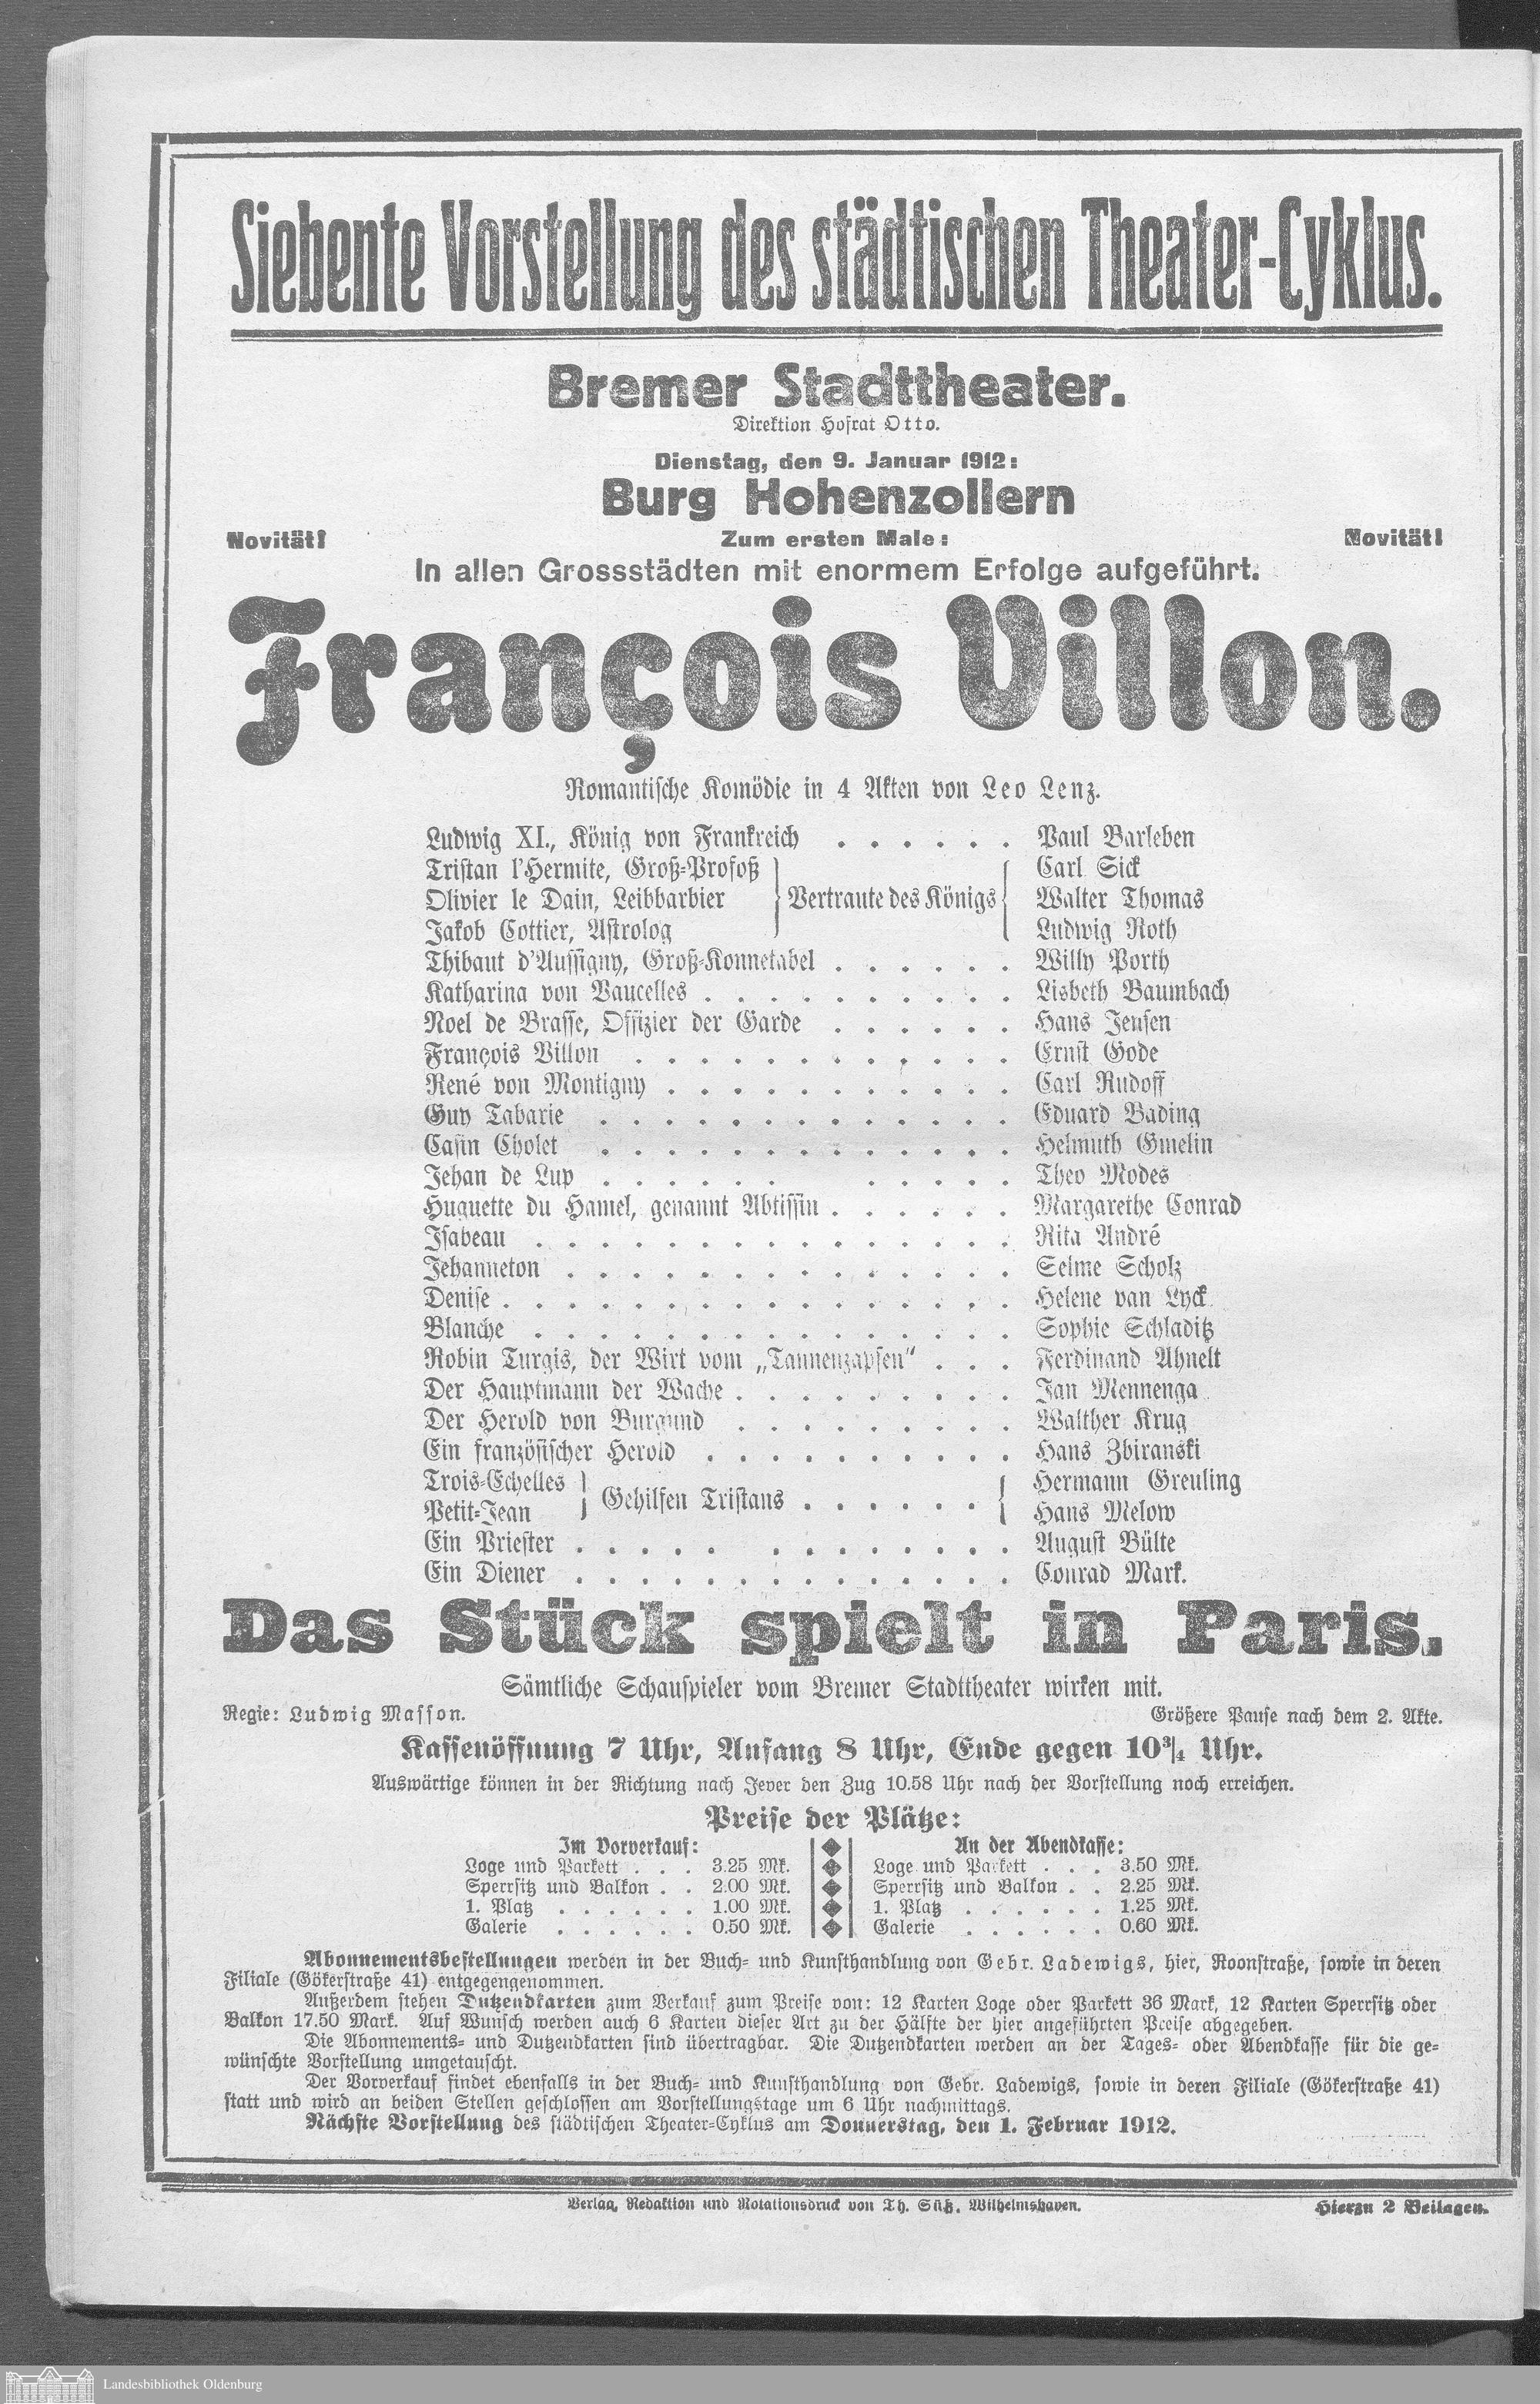 Siebente Vorstellung des städtischen Theater-Cyklus.
Bremer Stadttheater.
Direktion Hofrat Otto.
Dienstag, den 9. Januar 1912:
Burg Hohenzollern
Novität! Zum ersten Male: Novität!
In allen Grossstädten mit enormem Erfolge aufgeführt.
François Villon.
Romantische Komödie in 4 Akten von Leo Lenz.
Ludwig XI., König von Frankreich . . . . . . Paul Barleben
Tristan l'Hermite, Groß-Profoß Carl Sick
Olivier le Dain, Leibbarbier Vertraute des Königs Walter Thomas
Jakob Cottier, Astrolog Ludwig Roth
Thibaut d'Aussigny, Groß-Konnetabel . . . . . . Willy Porth
Katharina von Vaucelles . . . . . . . . . . Lisbeth Baumbach
Noel de Brasse, Offizier der Garde . . . . . . Hans Jensen
François Villon . . . . . . . . . . . . Ernst Gode
René von Montigny . . . . . . . . . . . Carl Rudoff
Guy Tabarie . . . . . . . . . . . . . Eduard Bading
Casin Cholet . . . . . . . . . . . . . Helmuth Gmelin
Jehan de Lup . . . . . . . . . . . Theo Modes
Huguette du Hamel, genannt Abtissin . . . . . . Margarethe Conrad
Isabeau . . . . . . . . . . . . . . . Rita André
Jehanneton . . . . . . . . . . . . . . Selme Scholz
Denise . . . . . . . . . . . . . . . . Helene van Lyck
Blanche . . . . . . . . . . . . . . . Sophie Schladitz
Robin Turgis, der Wirt vom „Tannenzapfen“ . . . Ferdinand Ahnelt
Der Hauptmann der Wache . . . . . . . . . Jan Mennenga
Der Herold von Burgund . . . . . . . . . Walther Krug
Ein französischer Herold . . . . . . . . . . Hans Zbiranski
Trois-Echelles Hermann Greuling
Gehilfen Tristans . . . . . .
Petit-Jean Hans Melow
Ein Priester . . . . . . . . . . . . . August Bülte
Ein Diener . . . . . . . . . . . . . . Conrad Mark.
Das Stück spielt in Paris.
Sämtliche Schauspieler vom Bremer Stadttheater wirken mit.
Regie: Ludwig Masson. Größere Pause nach dem 2. Akte.
Kassenöffnung 7 Uhr, Anfang 8 Uhr, Ende gegen 10¾ Uhr.
Auswärtige können in der Richtung nach Jever den Zug 10.58 Uhr nach der Vorstellung noch erreichen.
Preise der Plätze:
Im Vorverkauf: An der Abendkasse:
Loge und Parkett . . . 3.25 Mk. Loge und Parkett . . . 3.50 Mk.
Sperrsitz und Balkon . . 2.00 Mk. Sperrsitz und Balkon . . 2.25 Mk.
1. Platz . . . . . . 1.00 Mk. 1. Platz . . . . . . 1.25 Mk.
Galerie . . . . . . 0.50 Mk. Galerie . . . . . . 0.60 Mk.
Abonnementsbestellungen werden in der Buch- und Kunsthandlung von Gebr. Ladewigs, hier, Roonstraße, sowie in deren
Filiale (Gökerstraße 41) entgegengenommen.
Außerdem stehen Dutzendkarten zum Verkauf zum Preise von: 12 Karten Loge oder Parkett 36 Mark, 12 Karten Sperrsitz oder
Balkon 17.50 Mark. Auf Wunsch werden auch 6 Karten dieser Art zu der Hälfte der hier angeführten Preise abgegeben.
Die Abonnements- und Dutzendkarten sind übertragbar. Die Dutzendkarten werden an der Tages- oder Abendkasse für die ge-
wünschte Vorstellung umgetauscht.
Der Vorverkauf findet ebenfalls in der Buch- und Kunsthandlung von Gebr. Ladewigs, sowie in deren Filiale (Gökerstraße 41)
statt und wird an beiden Stellen geschlossen am Vorstellungstage um 6 Uhr nachmittags.
Nächste Vorstellung des städtischen Theater-Cyklus am Donnerstag, den 1. Februar 1912.
Verlag, Redaktion und Rotationsdruck von Th. Süß, Wilhelmshaven. Hierzu 2 Beilagen.
Landesbibliothek Oldenburg